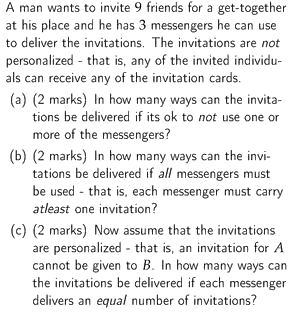 A man wants to invite 9 friends for a get-together
at his place and he has 3 messengers he can use
to deliver the invitations. The invitations are not
personalized - that is, any of the invited individu-
als can receive any of the invitation cards.
(a) (2 marks) In how many ways can the invita-
tions be delivered if its ok to not use one or
more of the messengers?
(b) (2 marks) In how many ways can the invi-
tations be delivered if all messengers must
be used - that is, each messenger must carry
atleast one invitation?
(c) (2 marks) Now assume that the invitations
are personalized - that is, an invitation for A
cannot be given to B. In how many ways can
the invitations be delivered if each messenger
delivers an equal number of invitations?